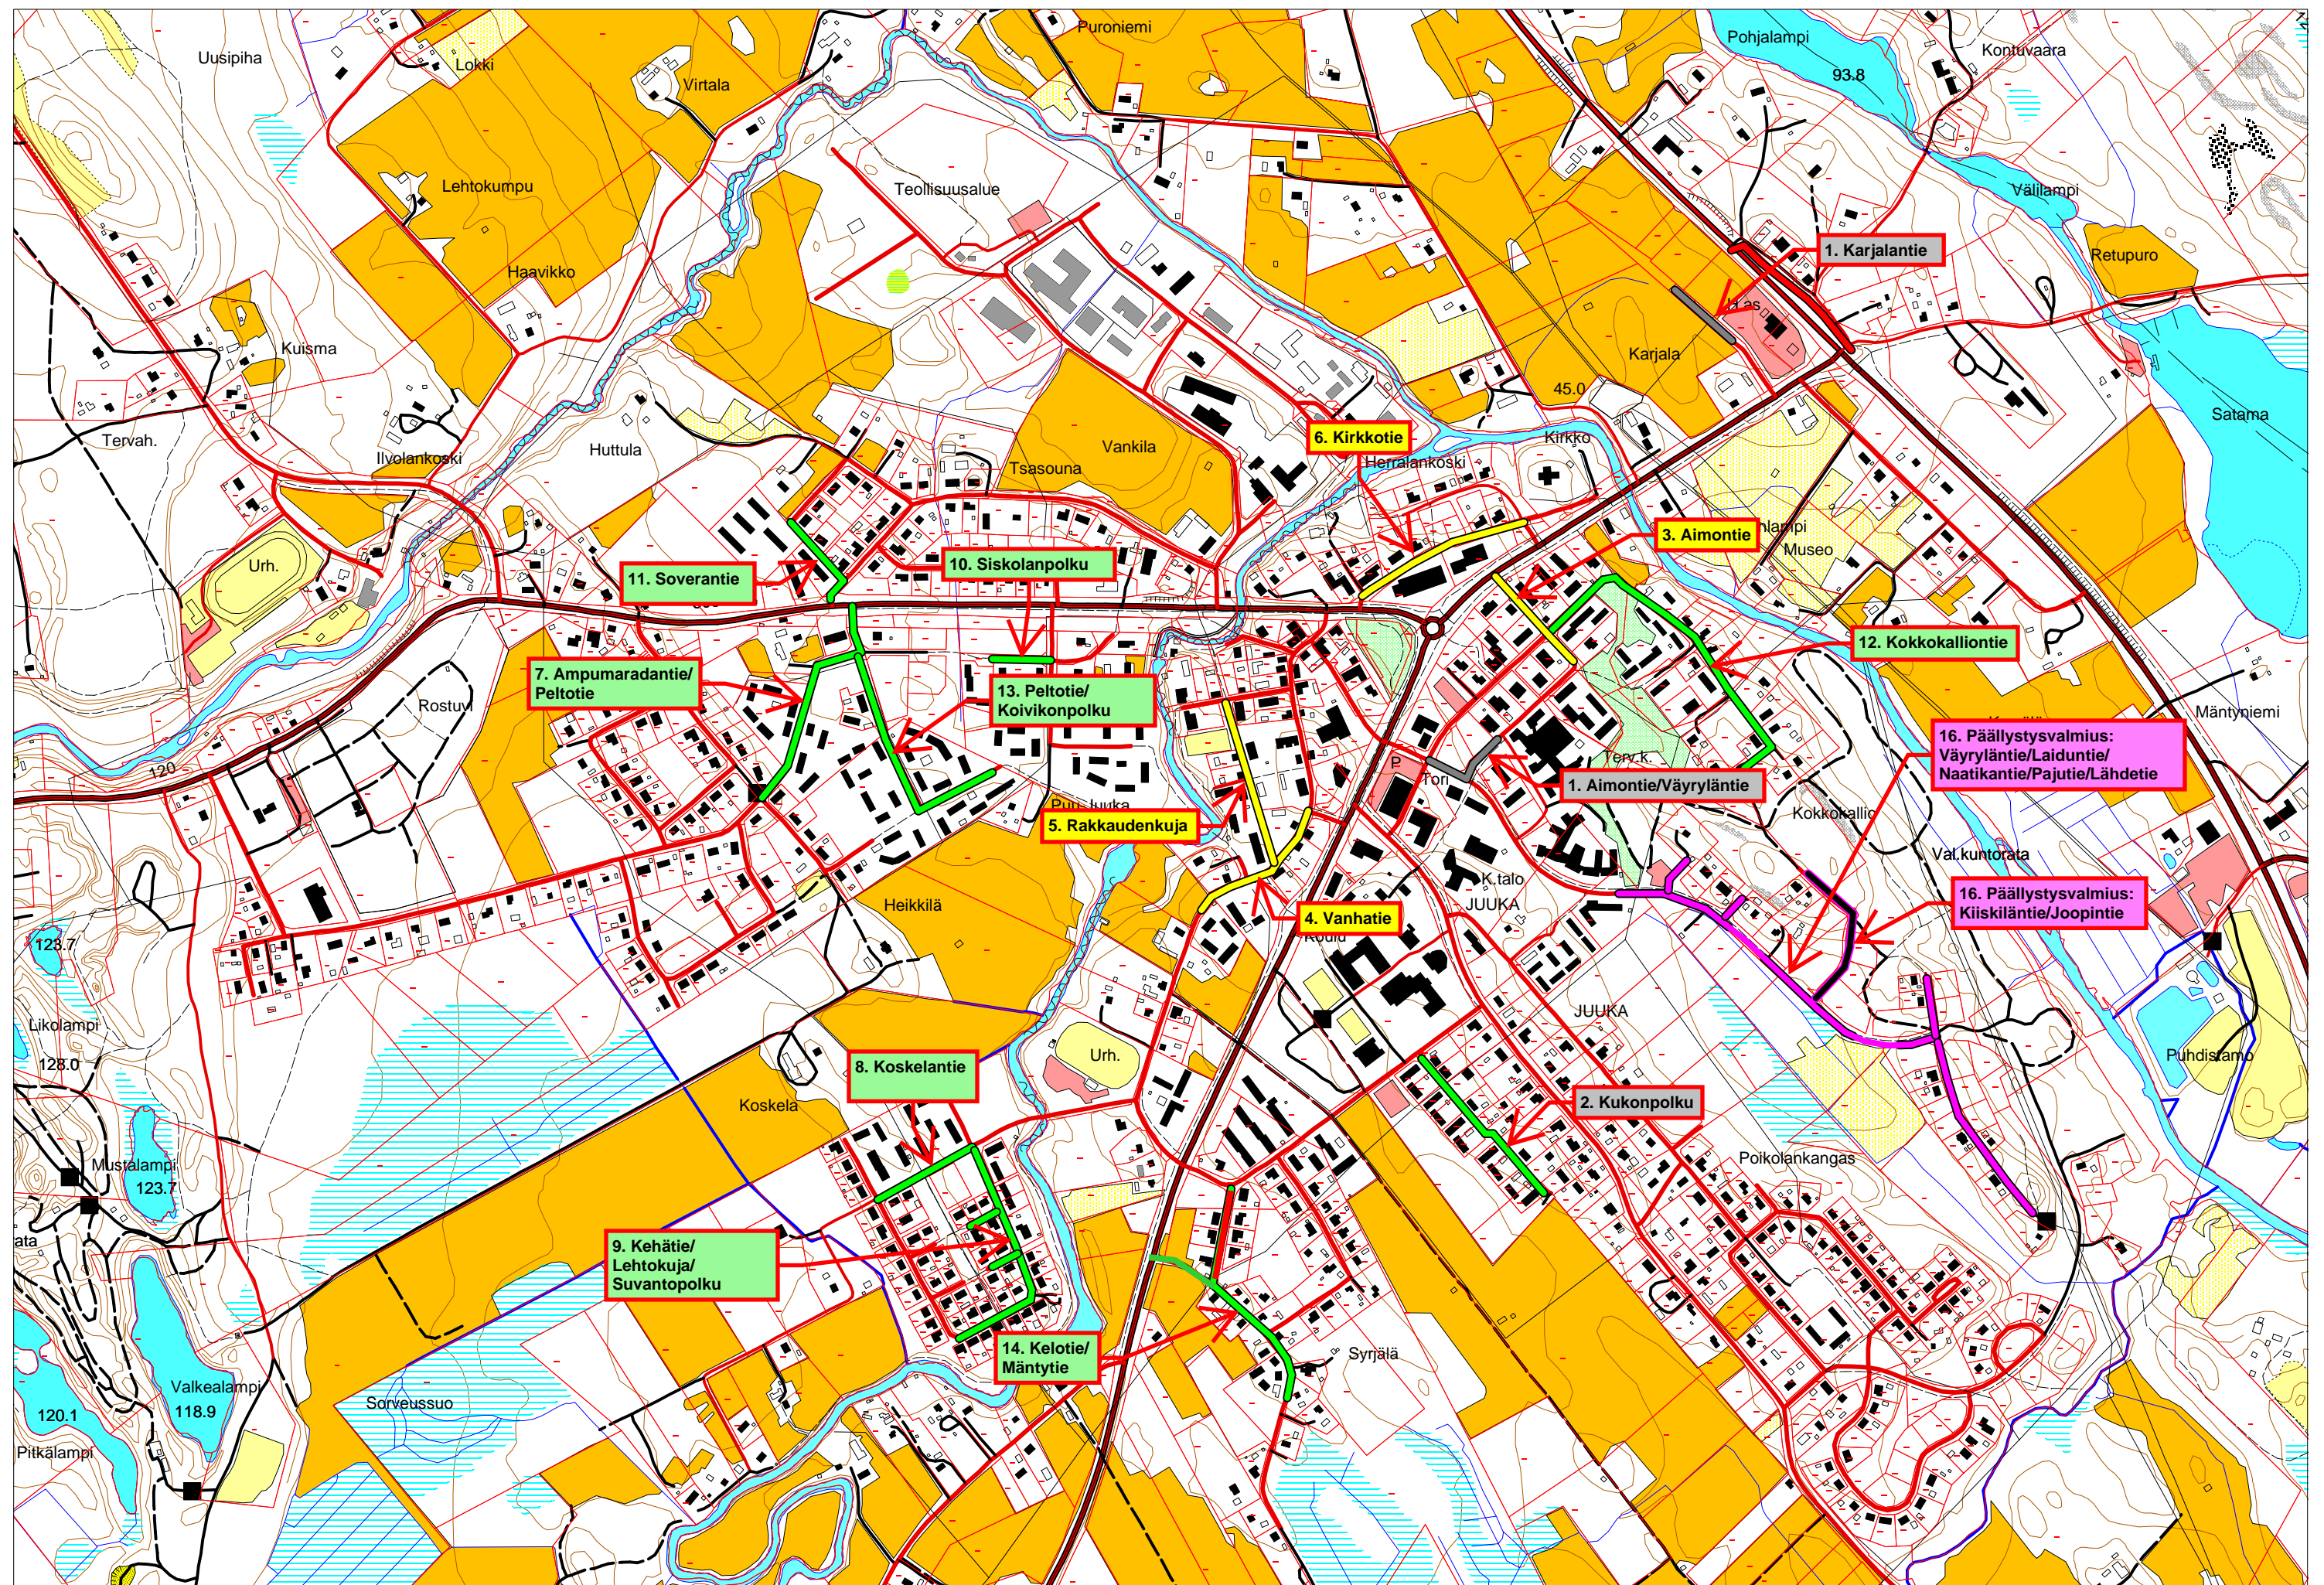 Puroniemi
Uusipiha
Lokki
Virtala
Pohjalampi
Kontuvaara
93.8
Lehtokumpu
Teollisuusalue
Välilampi
Haavikko
1. Karjalantie
Retupuro
Kuisma
Karjala
45.0
Satama
Tervah.
Ilvolankoski
Huttula
Tsasouna
Vankila
6. Kirkkotie
Herralankoski
Kirkko
3. Aimontie
Museo
Urh.
11. Soverantie
10. Siskolanpolku
12. Kokkokalliontie
7. Ampumaradantie/
Peltotie
13. Peltotie/
Koivikonpolku
Rostuvi
Mäntyniemi
120
16. Päällystysvalmius:
Väyryläntie/Laiduntie/
Naatikantie/Pajutie/Lähdetie
Terv.k.
P
Tori
1. Aimontie/Väyryläntie
Puu-Juuka
5. Rakkaudenkuja
Kokkokallio
Val.kuntorata
K.talo
JUUKA
Heikkilä
4. Vanhatie
Koulu
16. Päällystysvalmius:
Kiiskiläntie/Joopintie
123.7
Likolampi
128.0
JUUKA
Urh.
Puhdistamo
8. Koskelantie
Koskela
2. Kukonpolku
Mustalampi
123.7
Poikolankangas
rata
9. Kehätie/
Lehtokuja/
Suvantopolku
14. Kelotie/
Mäntytie
Syrjälä
Valkealampi
118.9
Sorveussuo
120.1
Pitkälampi